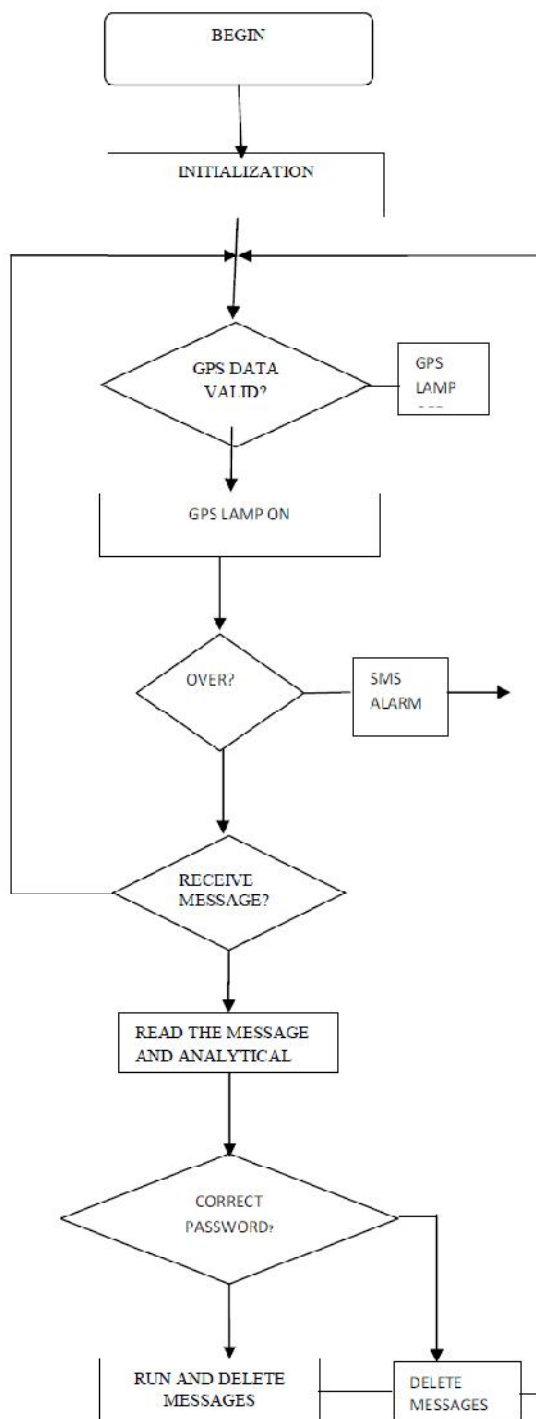 BEGIN
INITIALIZATION
GPS DATA
VALID?
GPS
LAMP
GPS LAMP ON
OVER?
SMS
ALARM
RECEIVE
MESSAGE?
READ THE MESSAGE
AND ANALYTICAL
CORRECT
PASSWORD?
RUN AND DELETE
MESSAGES
DELETE
MESSAGES